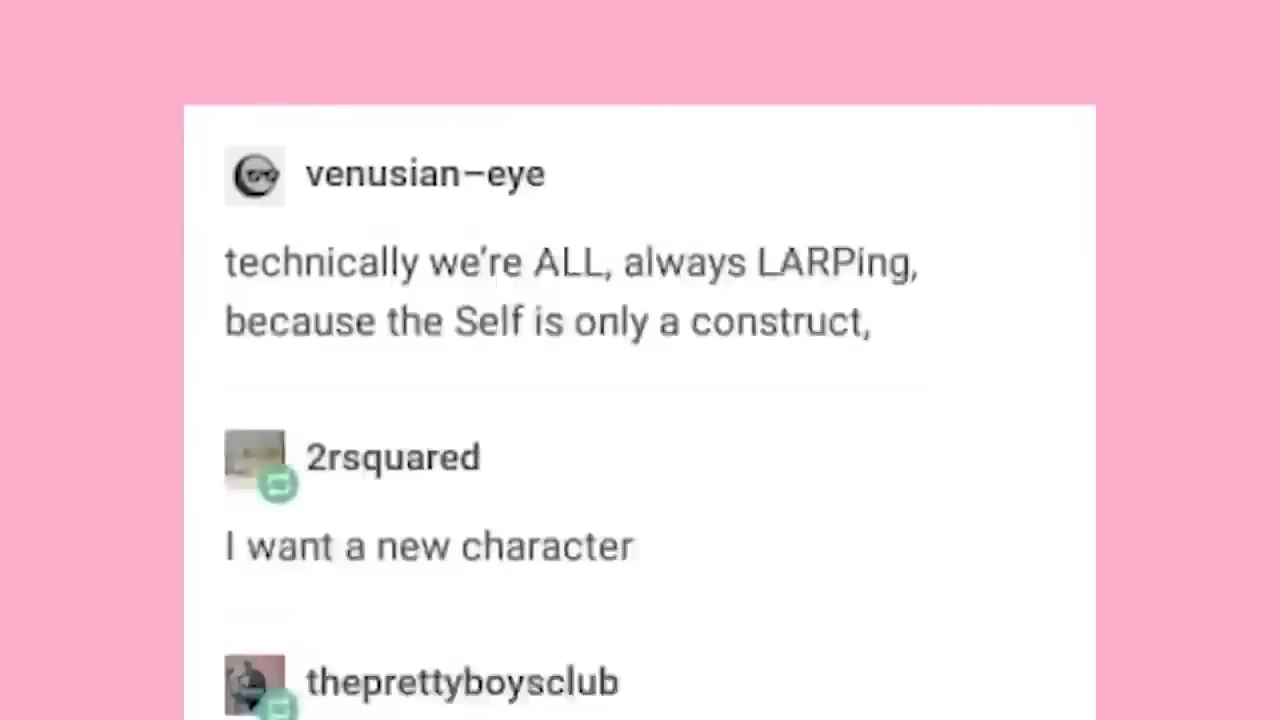 venusian-eye
technically we're ALL, always LARPing,
because the Self is only a construct,
2rsquared
I want a new character
theprettyboysclub